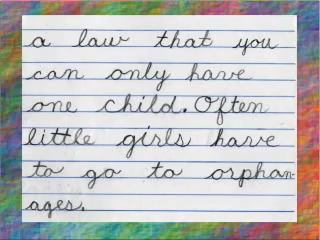 a law that you
can only have
one child. Often
little girls have
to go to orphan-
ages.